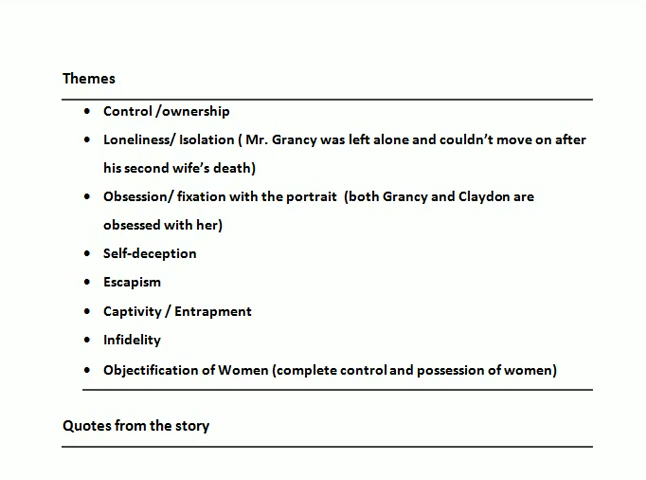 Themes
• Control /ownership
• Loneliness/ Isolation ( Mr. Grancy was left alone and couldn’t move on after
his second wife’s death)
• Obsession/ fixation with the portrait  (both Grancy and Claydon are
obsessed with her)
• Self-deception
• Escapism
• Captivity / Entrapment
• Infidelity
• Objectification of Women (complete control and possession of women)
Quotes from the story